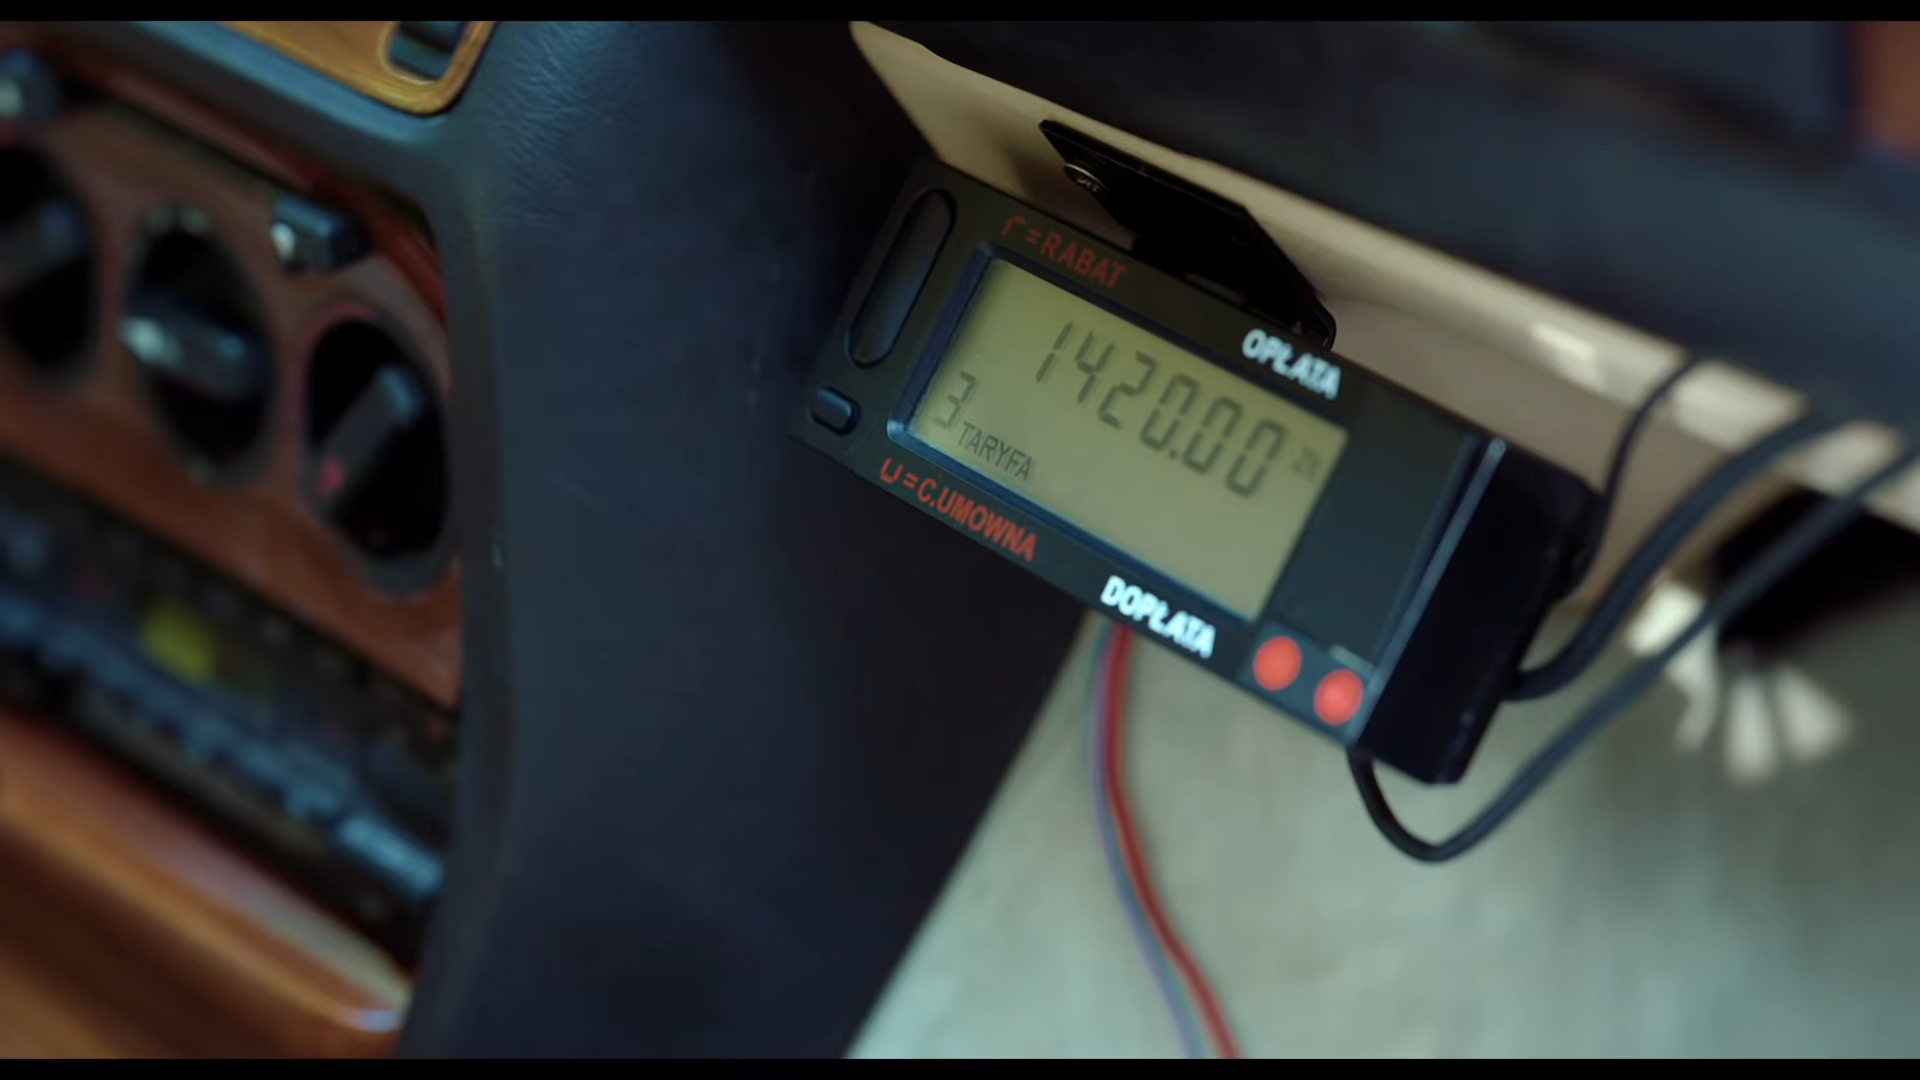 r=RABAT
OPŁATA
1420.00
3 TARYFA
u=C.UMOWNA
DOPŁATA